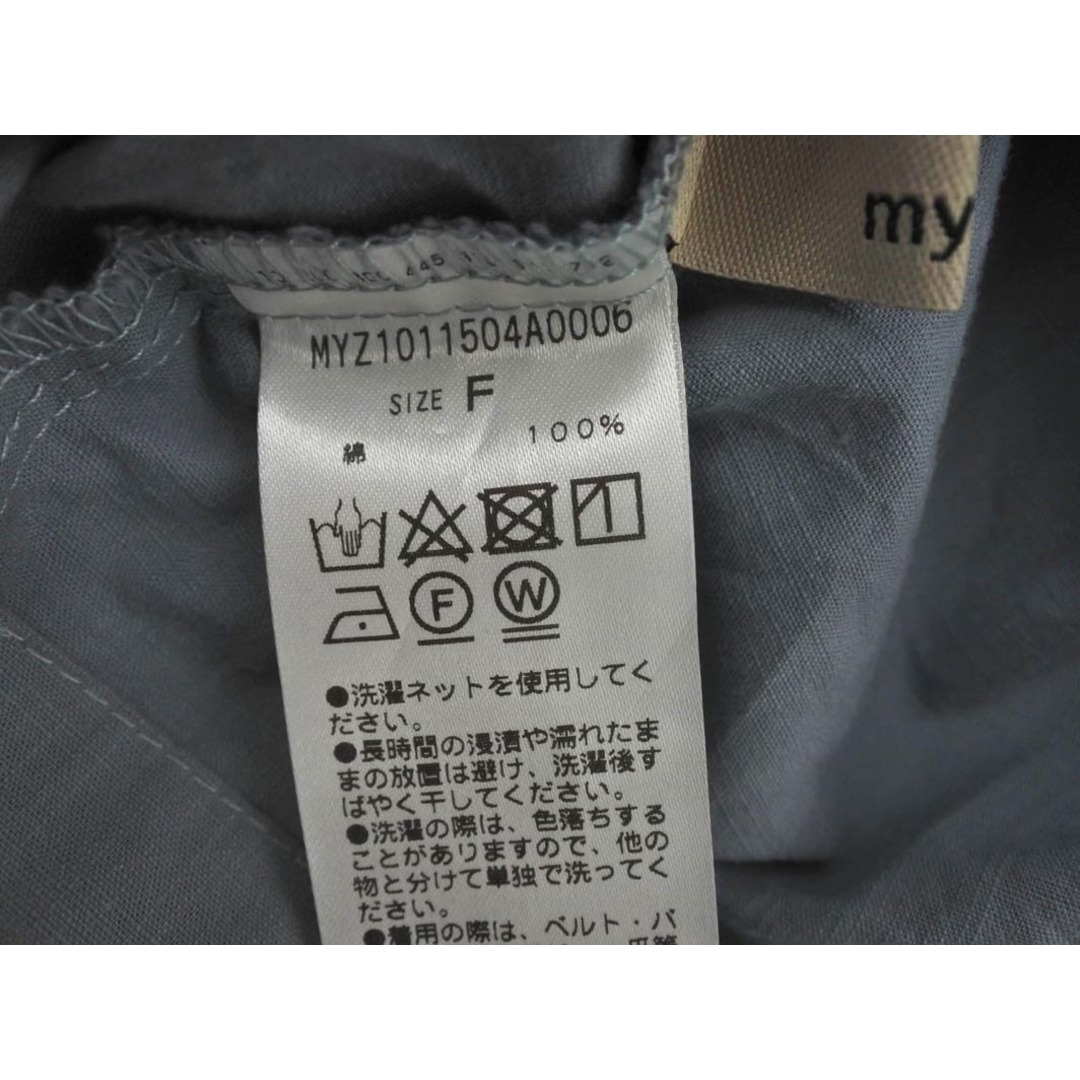 my
MYZ1011504A0006
SIZE F
綿 100%
F W
●洗濯ネットを使用してく
ださい。
●長時間の浸漬や濡れたま
まの放置は避け、洗濯後す
ばやく干してください。
●洗濯の際は、色落ちする
ことがありますので、他の
物と分けて単独で洗ってく
ださい。
●着用の際は、ベルト・バ